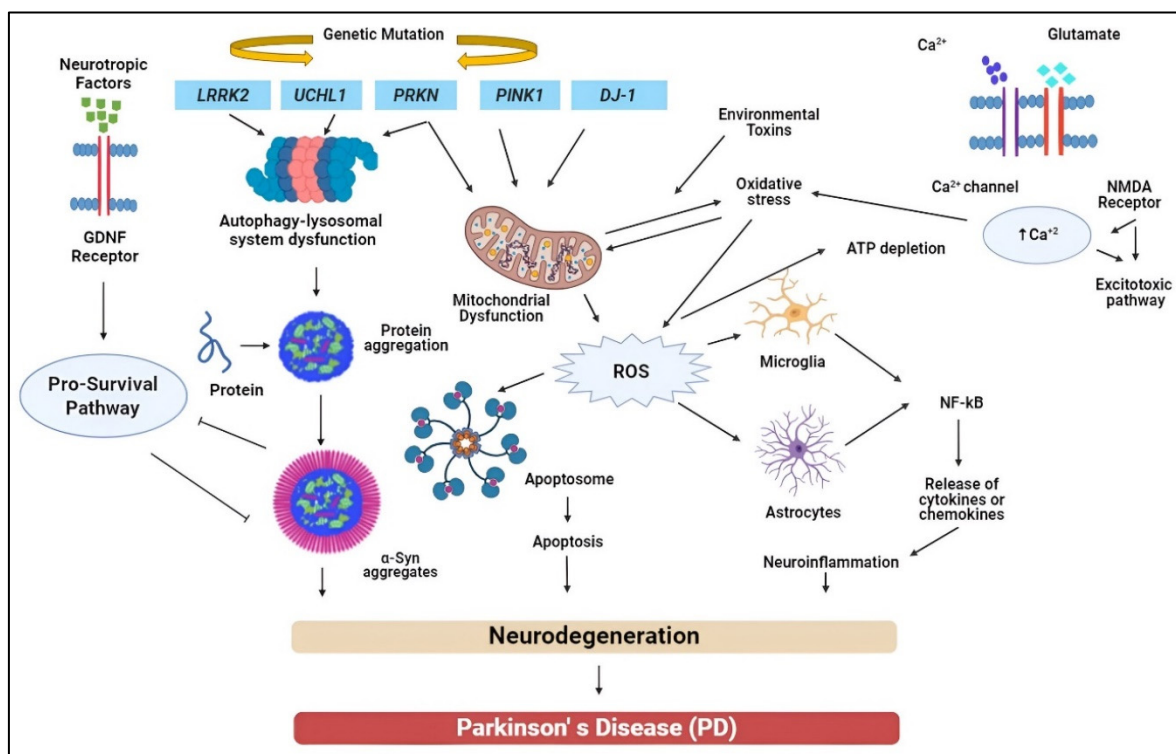 Genetic Mutation
Neurotropic
Factors
LRRK2
UCHL1
PRKN
PINK1
DJ-1
Ca²⁺
Glutamate
Environmental
Toxins
Autophagy-lysosomal
system dysfunction
Oxidative
stress
Ca²⁺ channel
NMDA
Receptor
GDNF
Receptor
↑Ca⁺²
ATP depletion
Excitotoxic
pathway
Mitochondrial
Dysfunction
Protein
aggregation
Protein
Microglia
Pro-Survival
Pathway
ROS
NF-kB
Apoptosome
Astrocytes
Release of
cytokines or
chemokines
Apoptosis
α-Syn
aggregates
Neuroinflammation
Neurodegeneration
Parkinson' s Disease (PD)